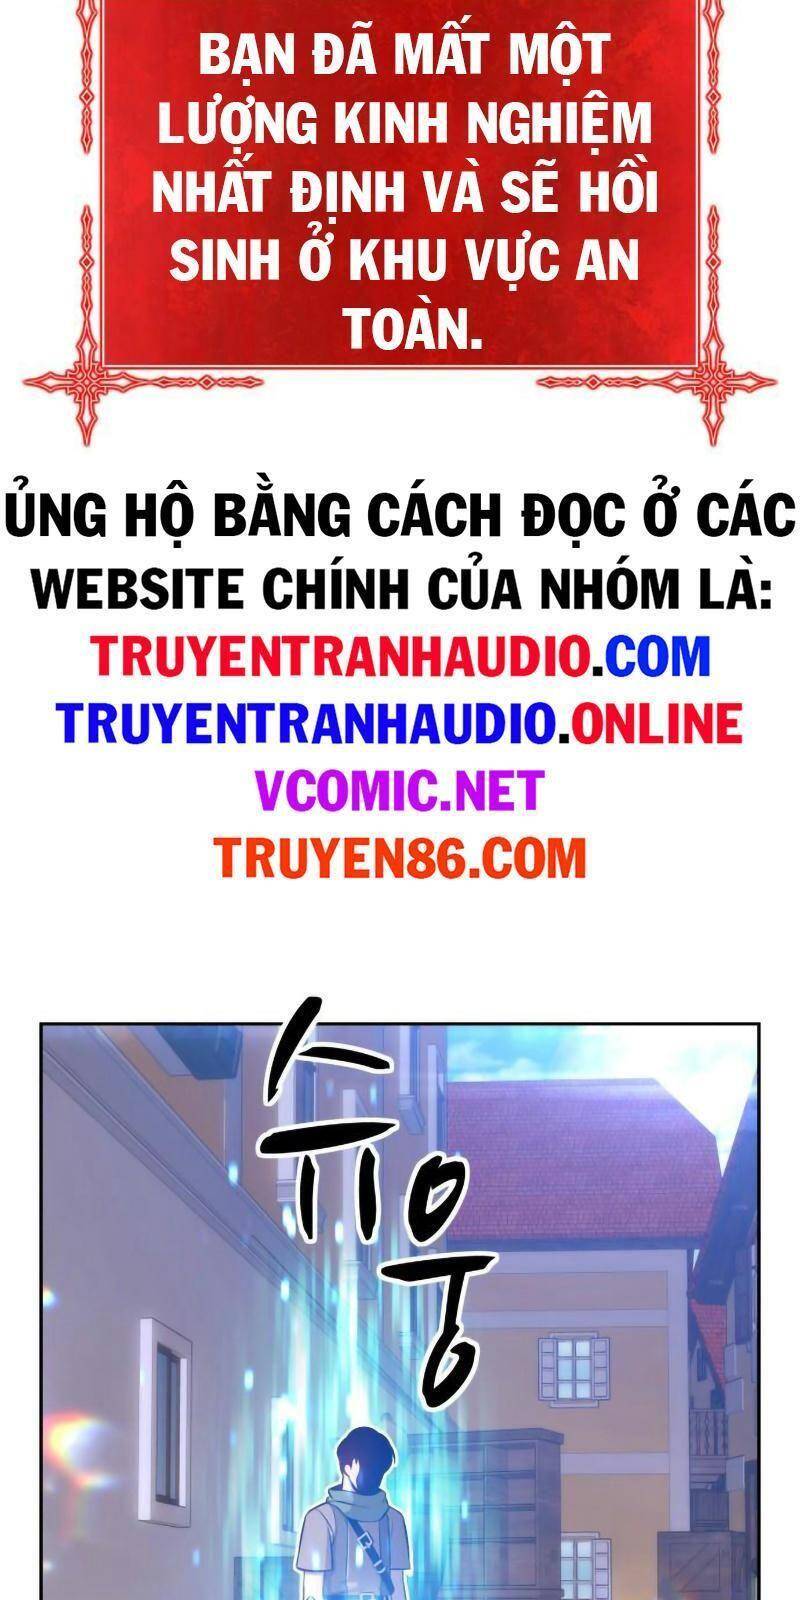 BẠN ĐÃ MẤT MỘT
LƯỢNG KINH NGHIỆM
NHẤT ĐỊNH VÀ SẼ HỒI
SINH Ở KHU VỰC AN
TOÀN.
ỦNG HỘ BẰNG CÁCH ĐỌC Ở CÁC
WEBSITE CHÍNH CỦA NHÓM LÀ:
TRUYENTRANHAUDIO.COM
TRUYENTRANHAUDIO.ONLINE
VCOMIC.NET
TRUYEN86.COM
슈웅